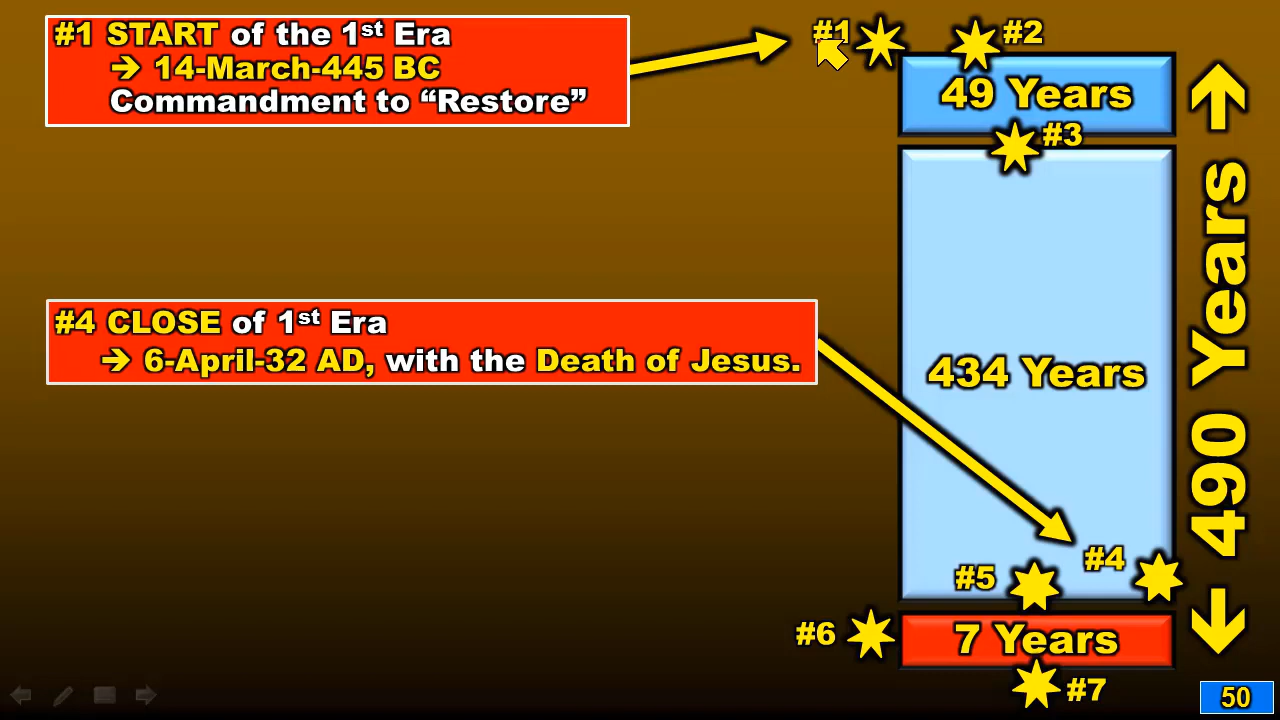 #1 START of the 1st Era
→ 14-March-445 BC
Commandment to “Restore”
#1
#2
49 Years
#3
#4 CLOSE of 1st Era
→ 6-April-32 AD, with the Death of Jesus.
434 Years
490 Years
#4
#5
#6
7 Years
#7
50